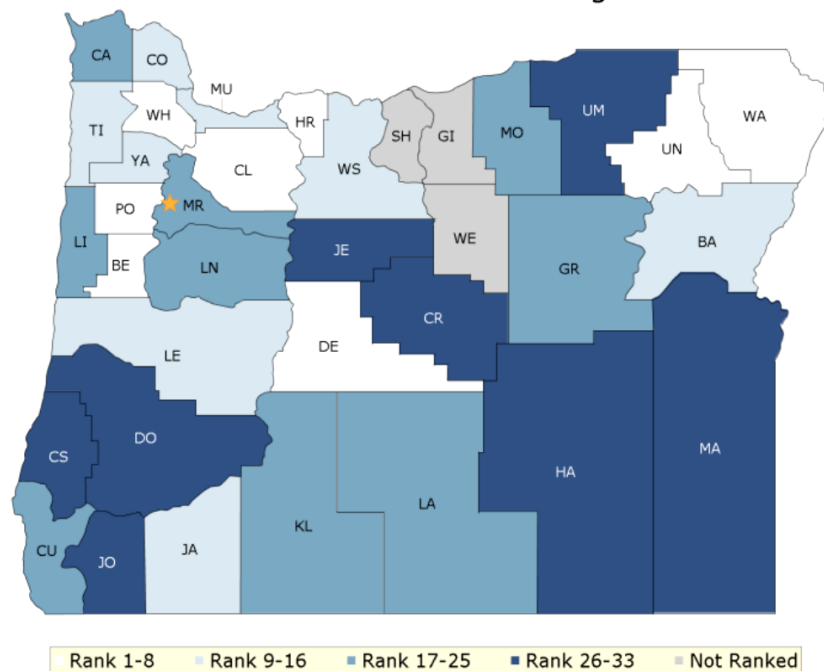 CA
CO
MU
WH
HR
TI
SH
GI
MO
UM
WA
YA
CL
WS
UN
PO
MR
LI
BE
LN
JE
WE
BA
GR
CR
DE
LE
DO
CS
HA
MA
KL
LA
CU
JO
JA
Rank 1-8 Rank 9-16 Rank 17-25 Rank 26-33 Not Ranked